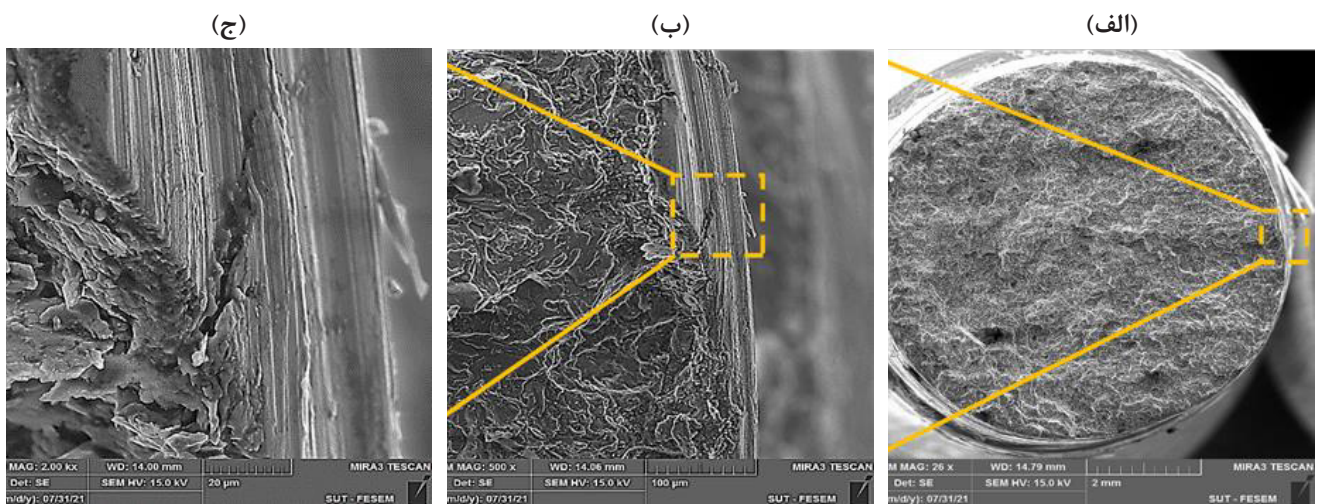 (الف)
(ب)
(ج)
M MAG: 26 x WD: 14.79 mm MIRA3 TESCAN
Det: SE SEM HV: 15.0 kV 2 mm
m/d/y): 07/31/21 SUT - FESEM
M MAG: 500 x WD: 14.06 mm MIRA3 TESCAN
Det: SE SEM HV: 15.0 kV 100 µm
m/d/y): 07/31/21 SUT - FESEM
M MAG: 2.00 kx WD: 14.00 mm MIRA3 TESCAN
Det: SE SEM HV: 15.0 kV 20 µm
m/d/y): 07/31/21 SUT - FESEM